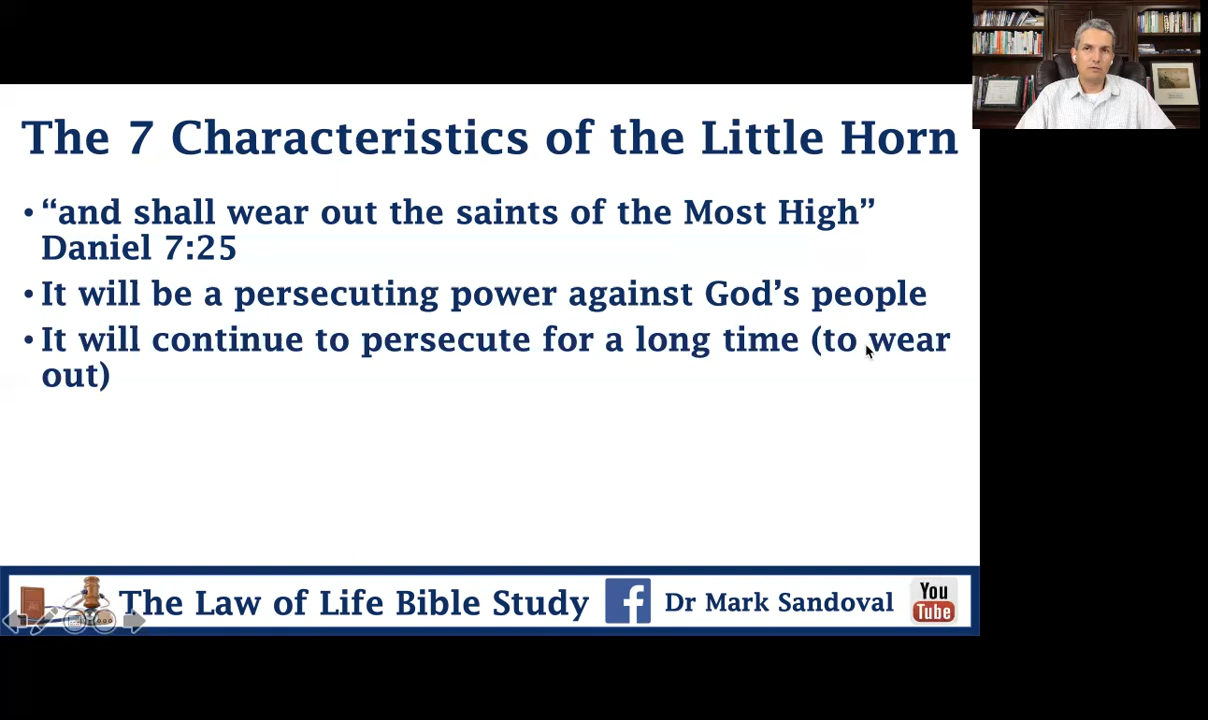 The 7 Characteristics of the Little Horn
• “and shall wear out the saints of the Most High”
Daniel 7:25
• It will be a persecuting power against God’s people
• It will continue to persecute for a long time (to wear
out)
The Law of Life Bible Study
f
Dr Mark Sandoval
You
Tube